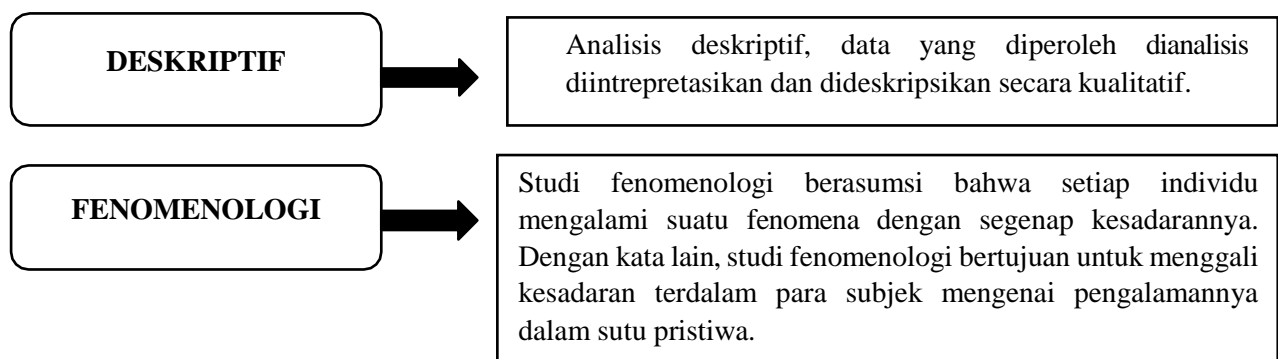 DESKRIPTIF
Analisis deskriptif, data yang diperoleh dianalisis
diintrepretasikan dan dideskripsikan secara kualitatif.
FENOMENOLOGI
Studi fenomenologi berasumsi bahwa setiap individu
mengalami suatu fenomena dengan segenap kesadarannya.
Dengan kata lain, studi fenomenologi bertujuan untuk menggali
kesadaran terdalam para subjek mengenai pengalamannya
dalam sutu pristiwa.